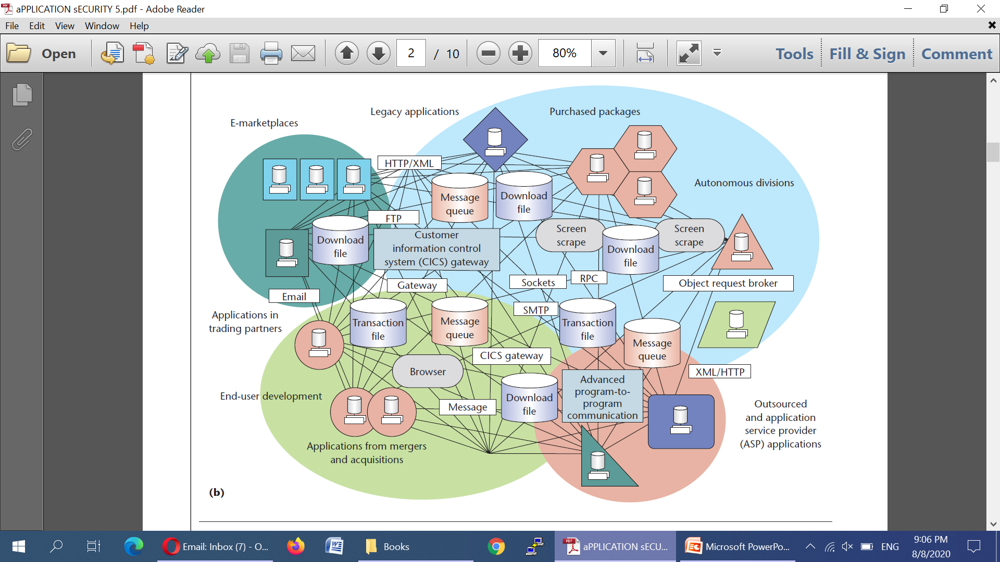 aPPLICATION sECURITY 5.pdf - Adobe Reader
File Edit View Window Help
Open
2 / 10
80%
Tools
Fill & Sign
Comment
Legacy applications
Purchased packages
E-marketplaces
HTTP/XML
Autonomous divisions
Message
queue
Download
file
FTP
Customer
information control
system (CICS) gateway
Download
file
Screen
scrape
Download
file
Screen
scrape
Gateway
Sockets
RPC
Object request broker
Email
SMTP
Applications in
trading partners
Transaction
file
Message
queue
Transaction
file
Message
queue
CICS gateway
Browser
XML/HTTP
End-user development
Message
Download
file
Advanced
program-to-
program
communication
Outsourced
and application
service provider
(ASP) applications
Applications from mergers
and acquisitions
(b)
Email: Inbox (7) - O...
Books
PDF
aPPLICATION sECU...
Microsoft PowerPo...
ENG
9:06 PM
8/8/2020